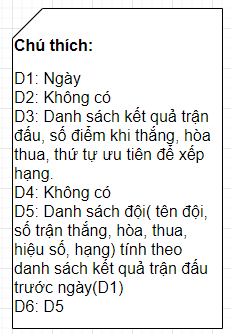 Chú thích:
D1: Ngày
D2: Không có
D3: Danh sách kết quả trận
đấu, số điểm khi thắng, hòa
thua, thứ tự ưu tiên để xếp
hạng.
D4: Không có
D5: Danh sách đội( tên đội,
số trận thắng, hòa, thua,
hiệu số, hạng) tính theo
danh sách kết quả trận đấu
trước ngày(D1)
D6: D5